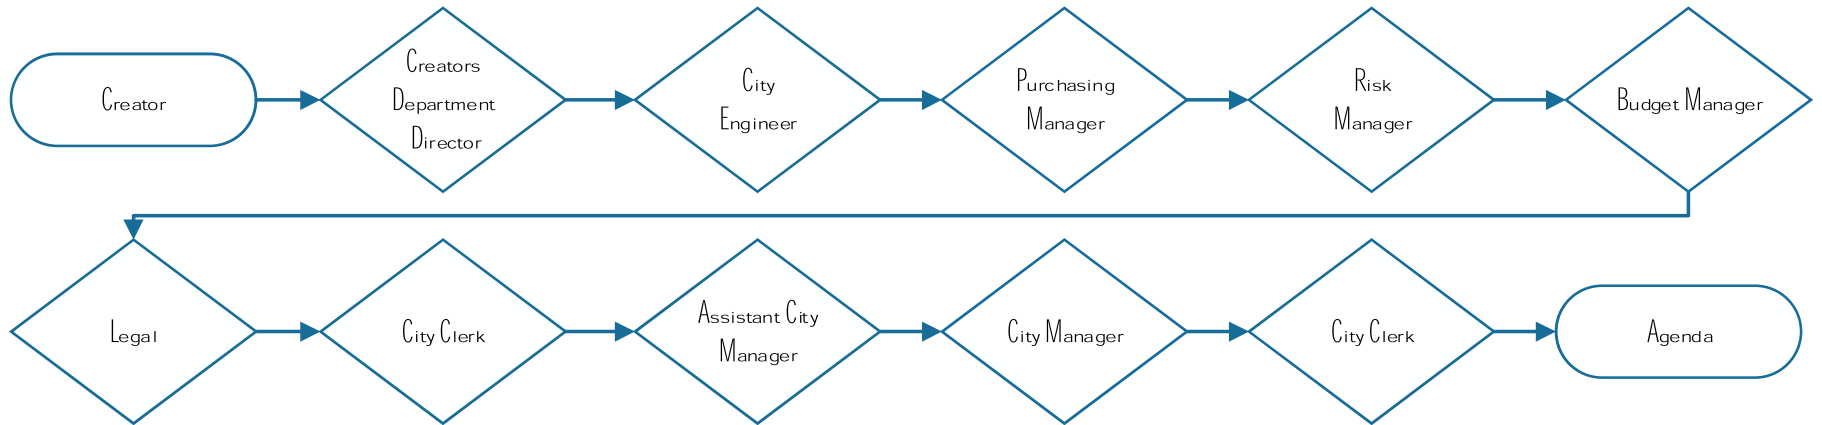 Creator
Creators
Department
Director
City
Engineer
Purchasing
Manager
Risk
Manager
Budget Manager
Legal
City Clerk
Assistant City
Manager
City Manager
City Clerk
Agenda